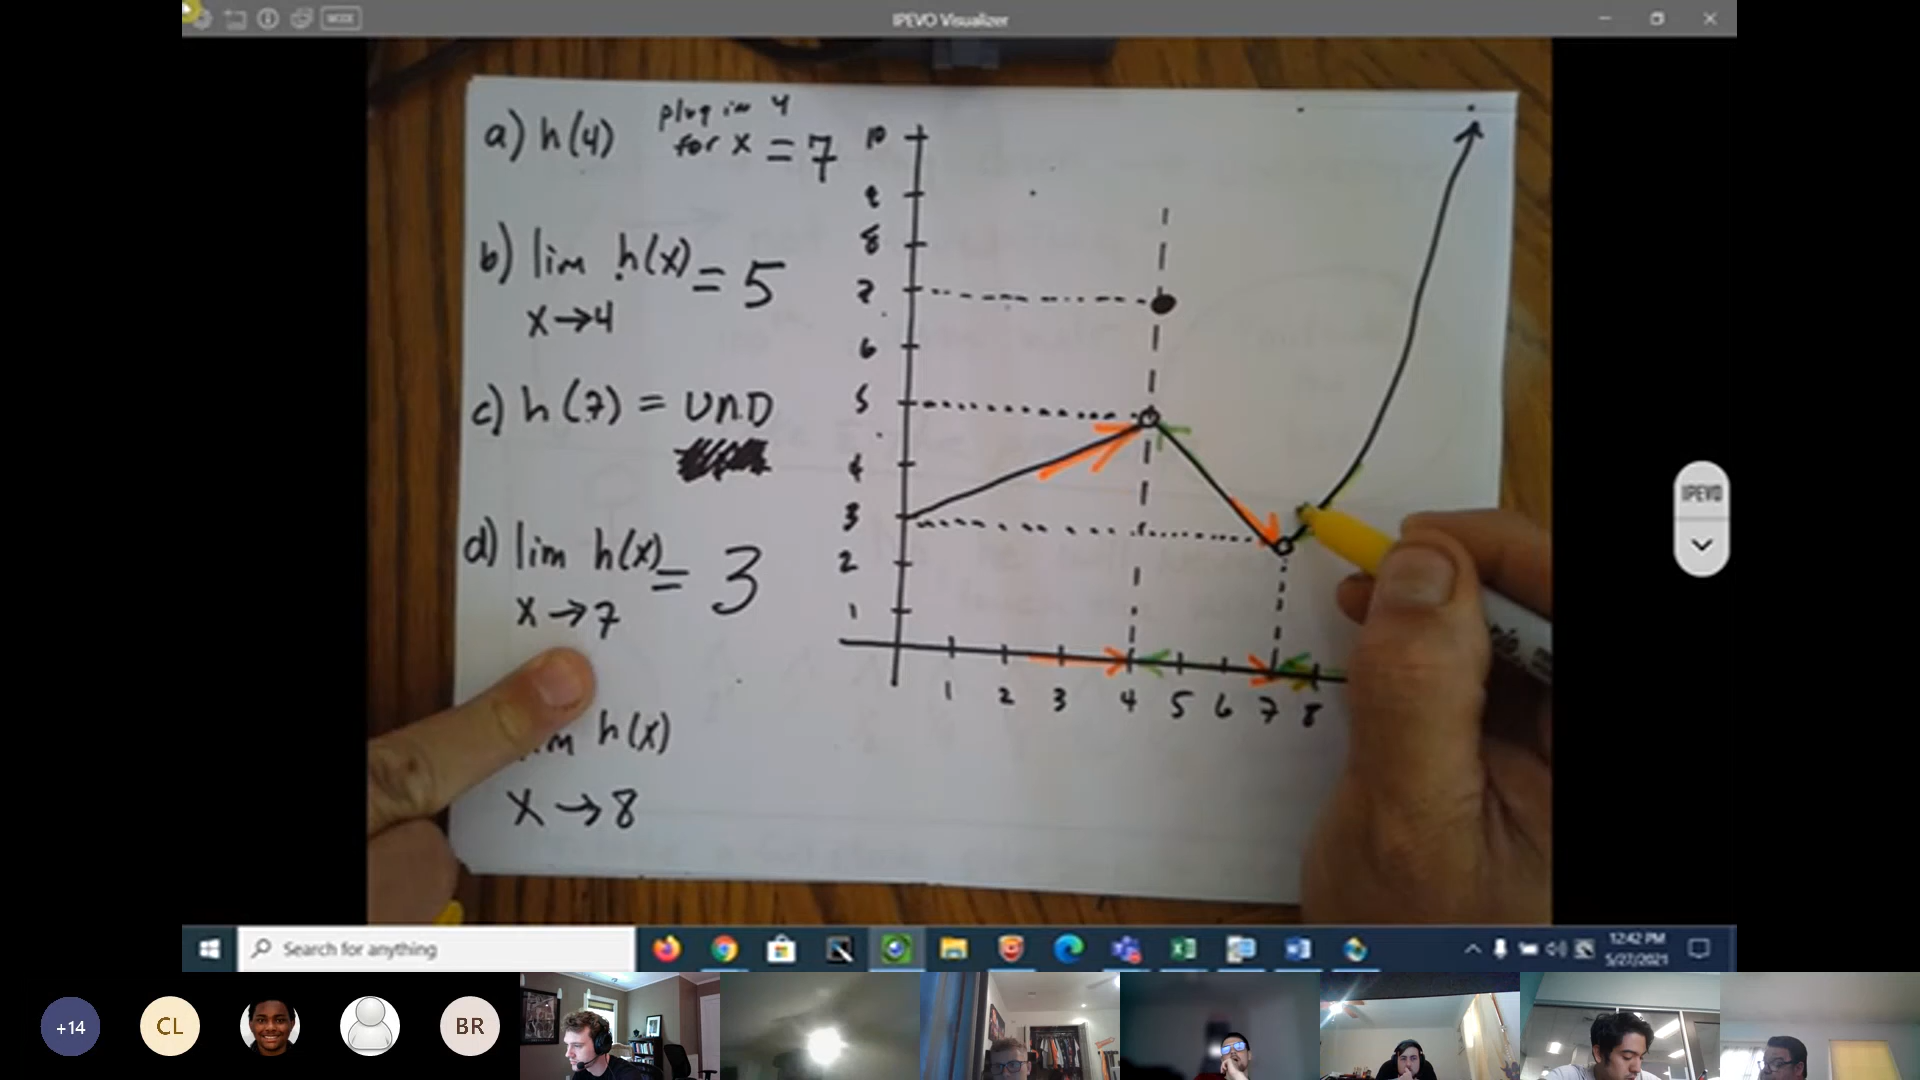 IPEVO Visualizer
MODE
a) h(4) plug in 4
for x = 7
b) lim h(x) = 5
x→4
c) h(7) = UND
d) lim h(x) = 3
x→7
h(x)
x→8
10
9
8
7
6
5
4
3
2
1
1 2 3 4 5 6 7 8
IPEVO
Search for anything
12:42 PM
5/27/2021
+14
CL
BR